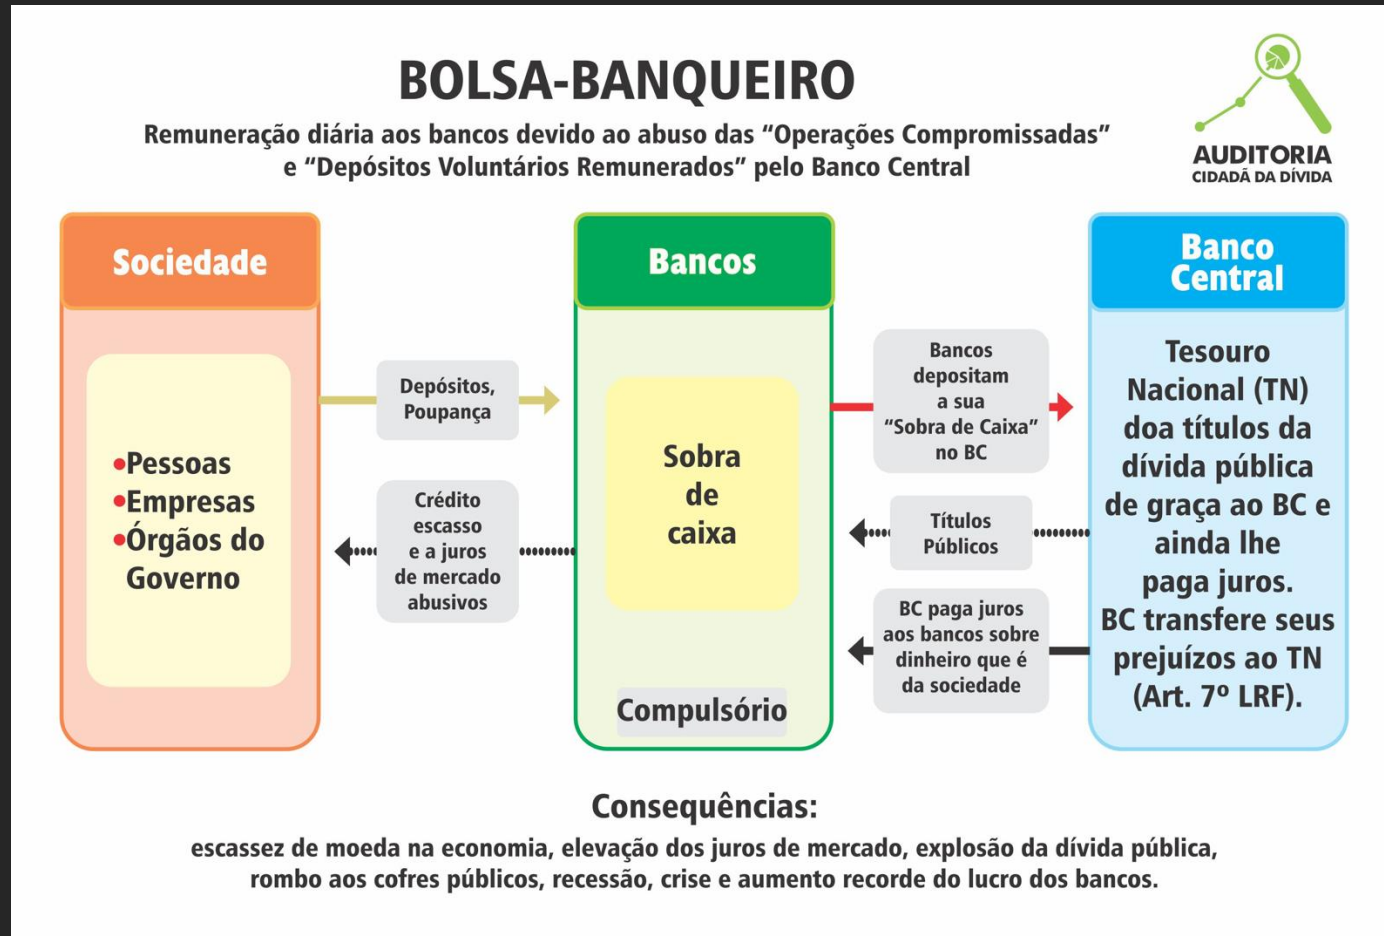 BOLSA-BANQUEIRO
Remuneração diária aos bancos devido ao abuso das “Operações Compromissadas”
e “Depósitos Voluntários Remunerados” pelo Banco Central
AUDITORIA
CIDADÃ DA DÍVIDA
Sociedade
•Pessoas
•Empresas
•Órgãos do
Governo
Depósitos,
Poupança
Crédito
escasso
e a juros
de mercado
abusivos
Bancos
Sobra
de
caixa
Compulsório
Bancos
depositam
a sua
“Sobra de Caixa”
no BC
Títulos
Públicos
BC paga juros
aos bancos sobre
dinheiro que é
da sociedade
Banco
Central
Tesouro
Nacional (TN)
doa títulos da
dívida pública
de graça ao BC e
ainda lhe
paga juros.
BC transfere seus
prejuízos ao TN
(Art. 7º LRF).
Consequências:
escassez de moeda na economia, elevação dos juros de mercado, explosão da dívida pública,
rombo aos cofres públicos, recessão, crise e aumento recorde do lucro dos bancos.